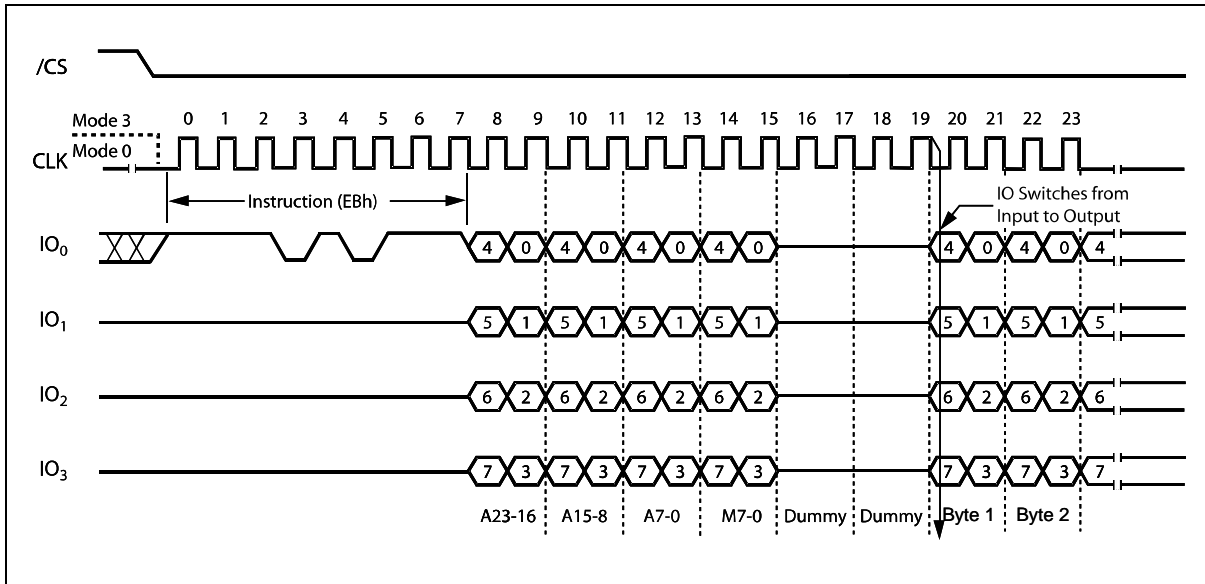 /CS
Mode 3
0 1 2 3 4 5 6 7 8 9 10 11 12 13 14 15 16 17 18 19 20 21 22 23
Mode 0
CLK
Instruction (EBh)
IO Switches from
Input to Output
IO0 4 0 4 0 4 0 4 0 4 0 4 0 4
IO1 5 1 5 1 5 1 5 1 5 1 5 1 5
IO2 6 2 6 2 6 2 6 2 6 2 6 2 6
IO3 7 3 7 3 7 3 7 3 7 3 7 3 7
A23-16 A15-8 A7-0 M7-0 Dummy Dummy Byte 1 Byte 2